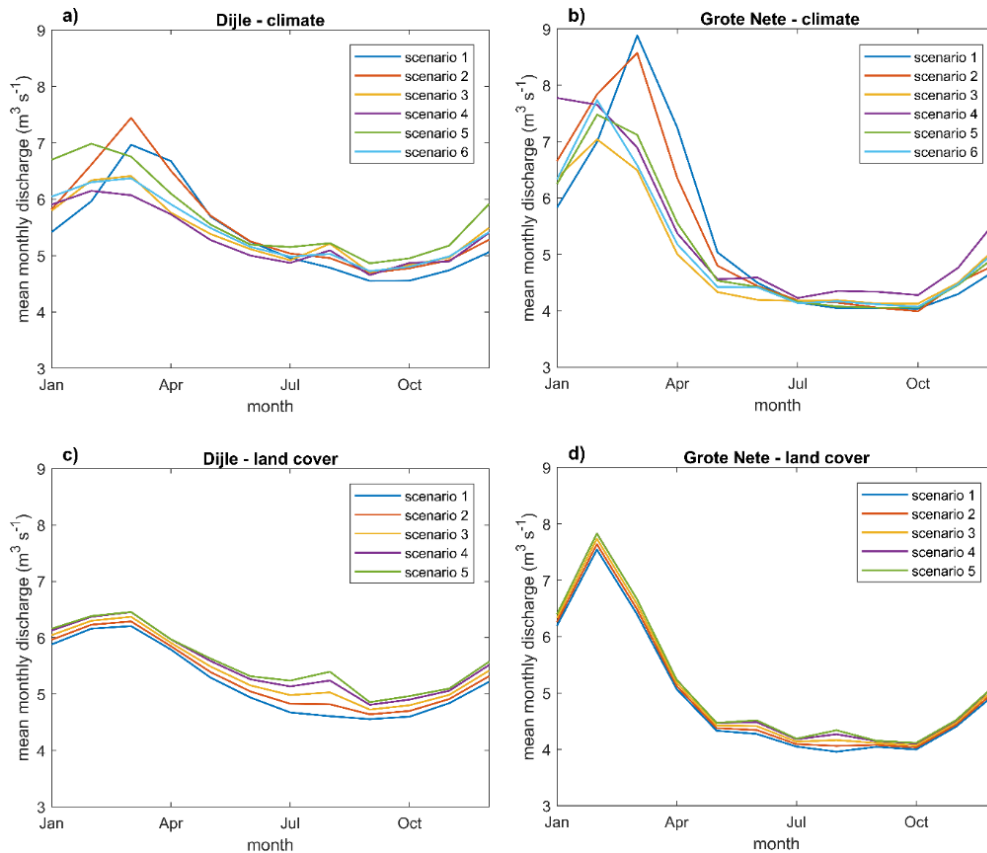 a)
Dijle - climate
mean monthly discharge (m³ s⁻¹)
9
8
7
6
5
4
3
Jan
Apr
Jul
Oct
month
scenario 1
scenario 2
scenario 3
scenario 4
scenario 5
scenario 6
b)
Grote Nete - climate
mean monthly discharge (m³ s⁻¹)
9
8
7
6
5
4
3
Jan
Apr
Jul
Oct
month
scenario 1
scenario 2
scenario 3
scenario 4
scenario 5
scenario 6
c)
Dijle - land cover
mean monthly discharge (m³ s⁻¹)
9
8
7
6
5
4
3
Jan
Apr
Jul
Oct
month
scenario 1
scenario 2
scenario 3
scenario 4
scenario 5
d)
Grote Nete - land cover
mean monthly discharge (m³ s⁻¹)
9
8
7
6
5
4
3
Jan
Apr
Jul
Oct
month
scenario 1
scenario 2
scenario 3
scenario 4
scenario 5